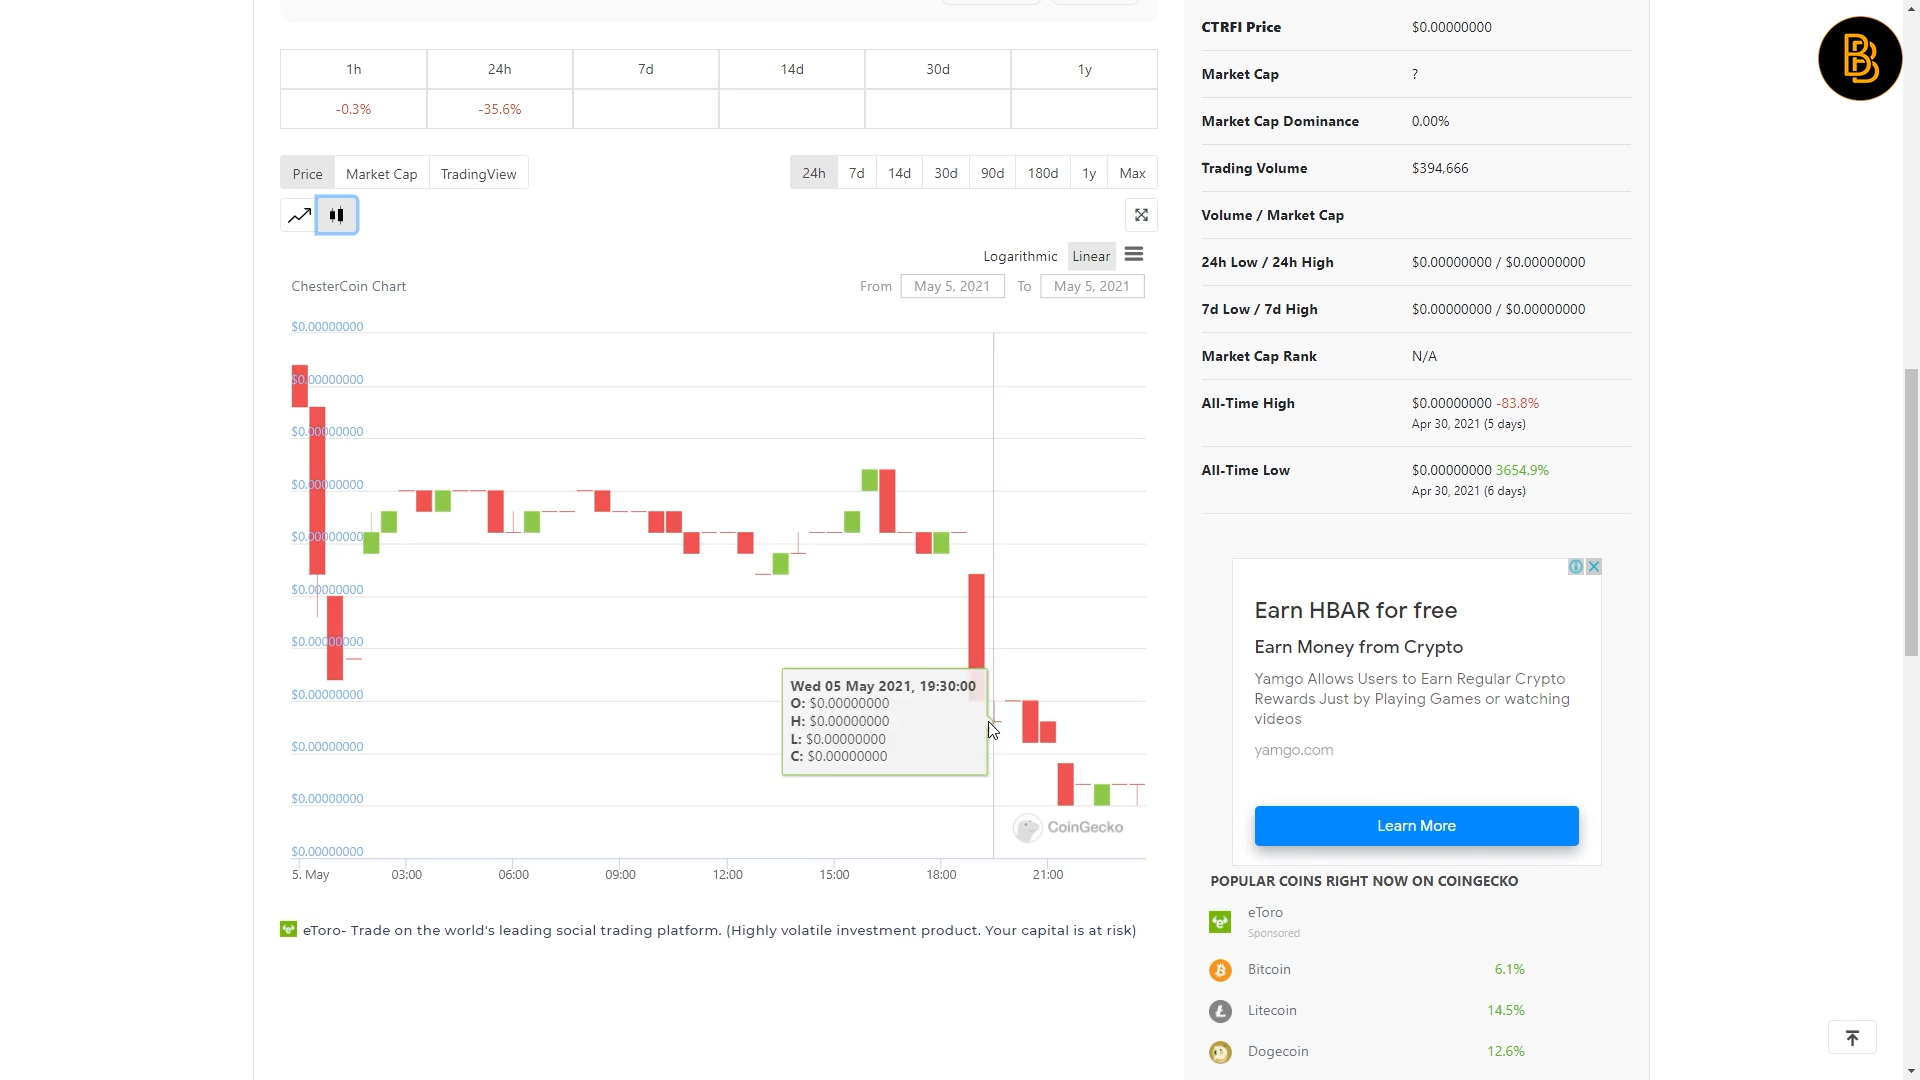 1h 24h 7d 14d 30d 1y
-0.3% -35.6%
Price Market Cap TradingView
24h 7d 14d 30d 90d 180d 1y Max
Logarithmic Linear
ChesterCoin Chart
From May 5, 2021 To May 5, 2021
$0.00000000
$0.00000000
$0.00000000
$0.00000000
$0.00000000
$0.00000000
$0.00000000
$0.00000000
$0.00000000
$0.00000000
$0.00000000
Wed 05 May 2021, 19:30:00
O: $0.00000000
H: $0.00000000
L: $0.00000000
C: $0.00000000
CoinGecko
5. May 03:00 06:00 09:00 12:00 15:00 18:00 21:00
eToro- Trade on the world's leading social trading platform. (Highly volatile investment product. Your capital is at risk)
CTRFI Price $0.00000000
Market Cap ?
Market Cap Dominance 0.00%
Trading Volume $394,666
Volume / Market Cap
24h Low / 24h High $0.00000000 / $0.00000000
7d Low / 7d High $0.00000000 / $0.00000000
Market Cap Rank N/A
All-Time High $0.00000000 -83.8%
Apr 30, 2021 (5 days)
All-Time Low $0.00000000 3654.9%
Apr 30, 2021 (6 days)
Earn HBAR for free
Earn Money from Crypto
Yamgo Allows Users to Earn Regular Crypto
Rewards Just by Playing Games or watching
videos
yamgo.com
Learn More
POPULAR COINS RIGHT NOW ON COINGECKO
eToro
Sponsored
Bitcoin 6.1%
Litecoin 14.5%
Dogecoin 12.6%